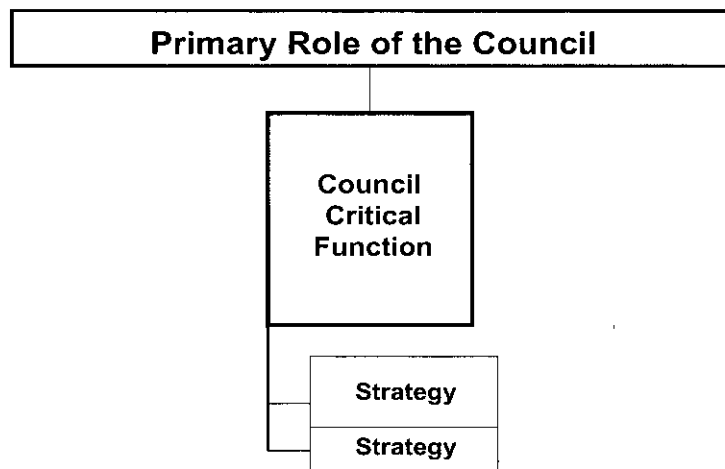 Primary Role of the Council
Council
Critical
Function
Strategy
Strategy